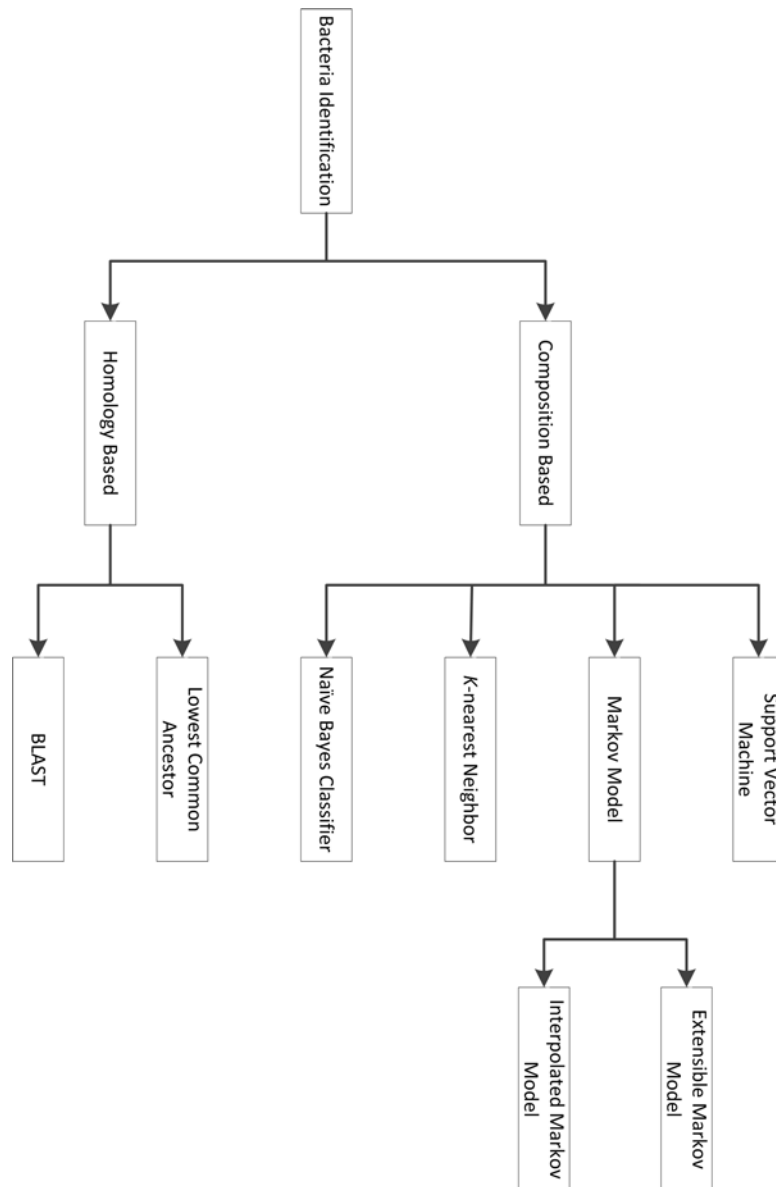 Bacteria Identification
Homology Based
Composition Based
BLAST
Lowest Common
Ancestor
Naïve Bayes Classifier
K-nearest Neighbor
Markov Model
Support Vector
Machine
Interpolated Markov
Model
Extensible Markov
Model